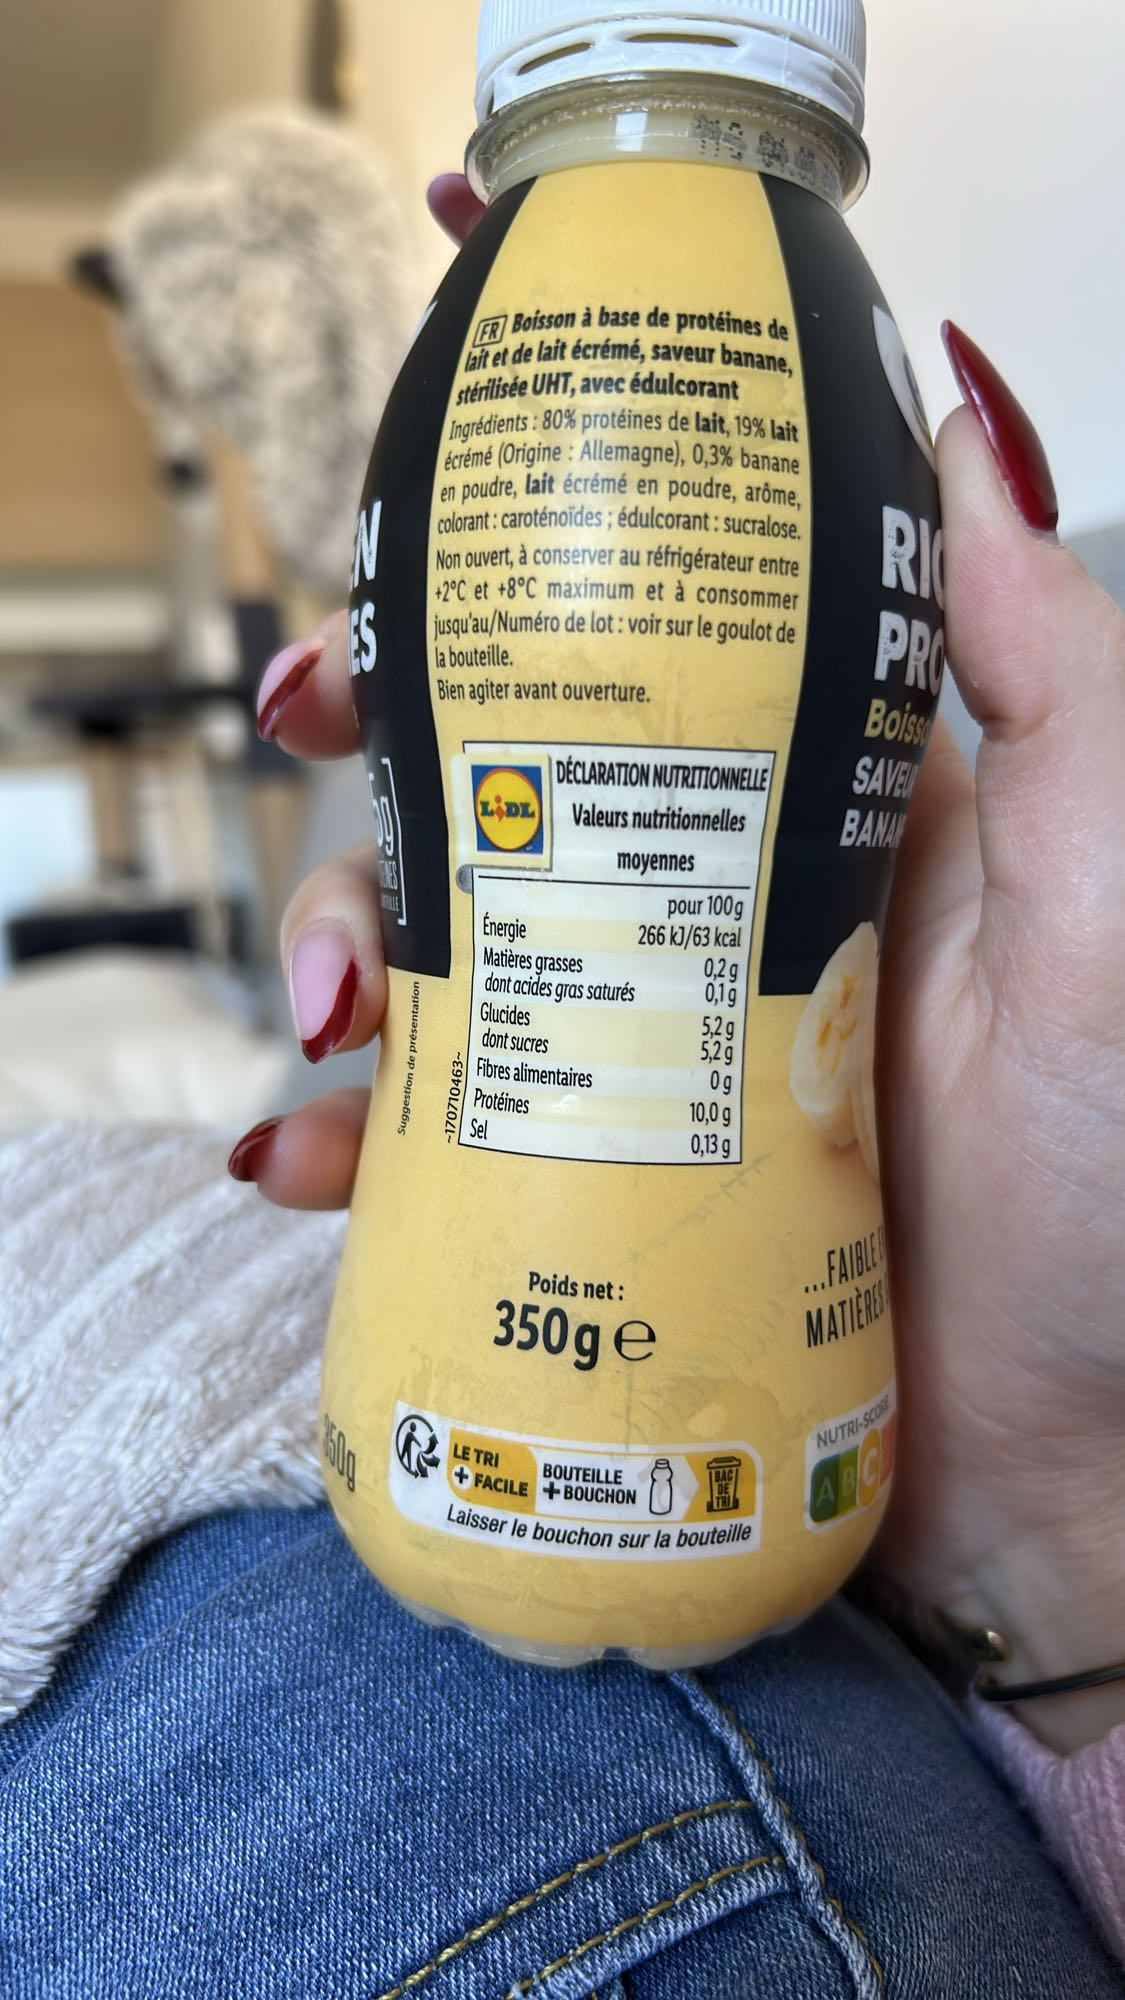 FR Boisson à base de protéines de
lait et de lait écrémé, saveur banane,
stérilisée UHT, avec édulcorant
Ingrédients : 80% protéines de lait, 19% lait
écrémé (Origine : Allemagne), 0,3% banane
en poudre, lait écrémé en poudre, arôme,
colorant : caroténoïdes ; édulcorant : sucralose.
Non ouvert, à conserver au réfrigérateur entre
+2°C et +8°C maximum et à consommer
jusqu'au/Numéro de lot : voir sur le goulot de
la bouteille.
Bien agiter avant ouverture.
LIDL
DÉCLARATION NUTRITIONNELLE
Valeurs nutritionnelles
moyennes
pour 100g
Énergie 266 kJ/63 kcal
Matières grasses 0,2 g
dont acides gras saturés 0,1 g
Glucides 5,2 g
dont sucres 5,2 g
Fibres alimentaires 0 g
Protéines 10,0 g
Sel 0,13 g
~170710463~
Suggestion de présentation
Poids net :
350g e
350g
LE TRI
+ FACILE
BOUTEILLE
+ BOUCHON
BAC
DE
TRI
Laisser le bouchon sur la bouteille
...FAIBLE
MATIÈRES
NUTRI-SCORE
A B C